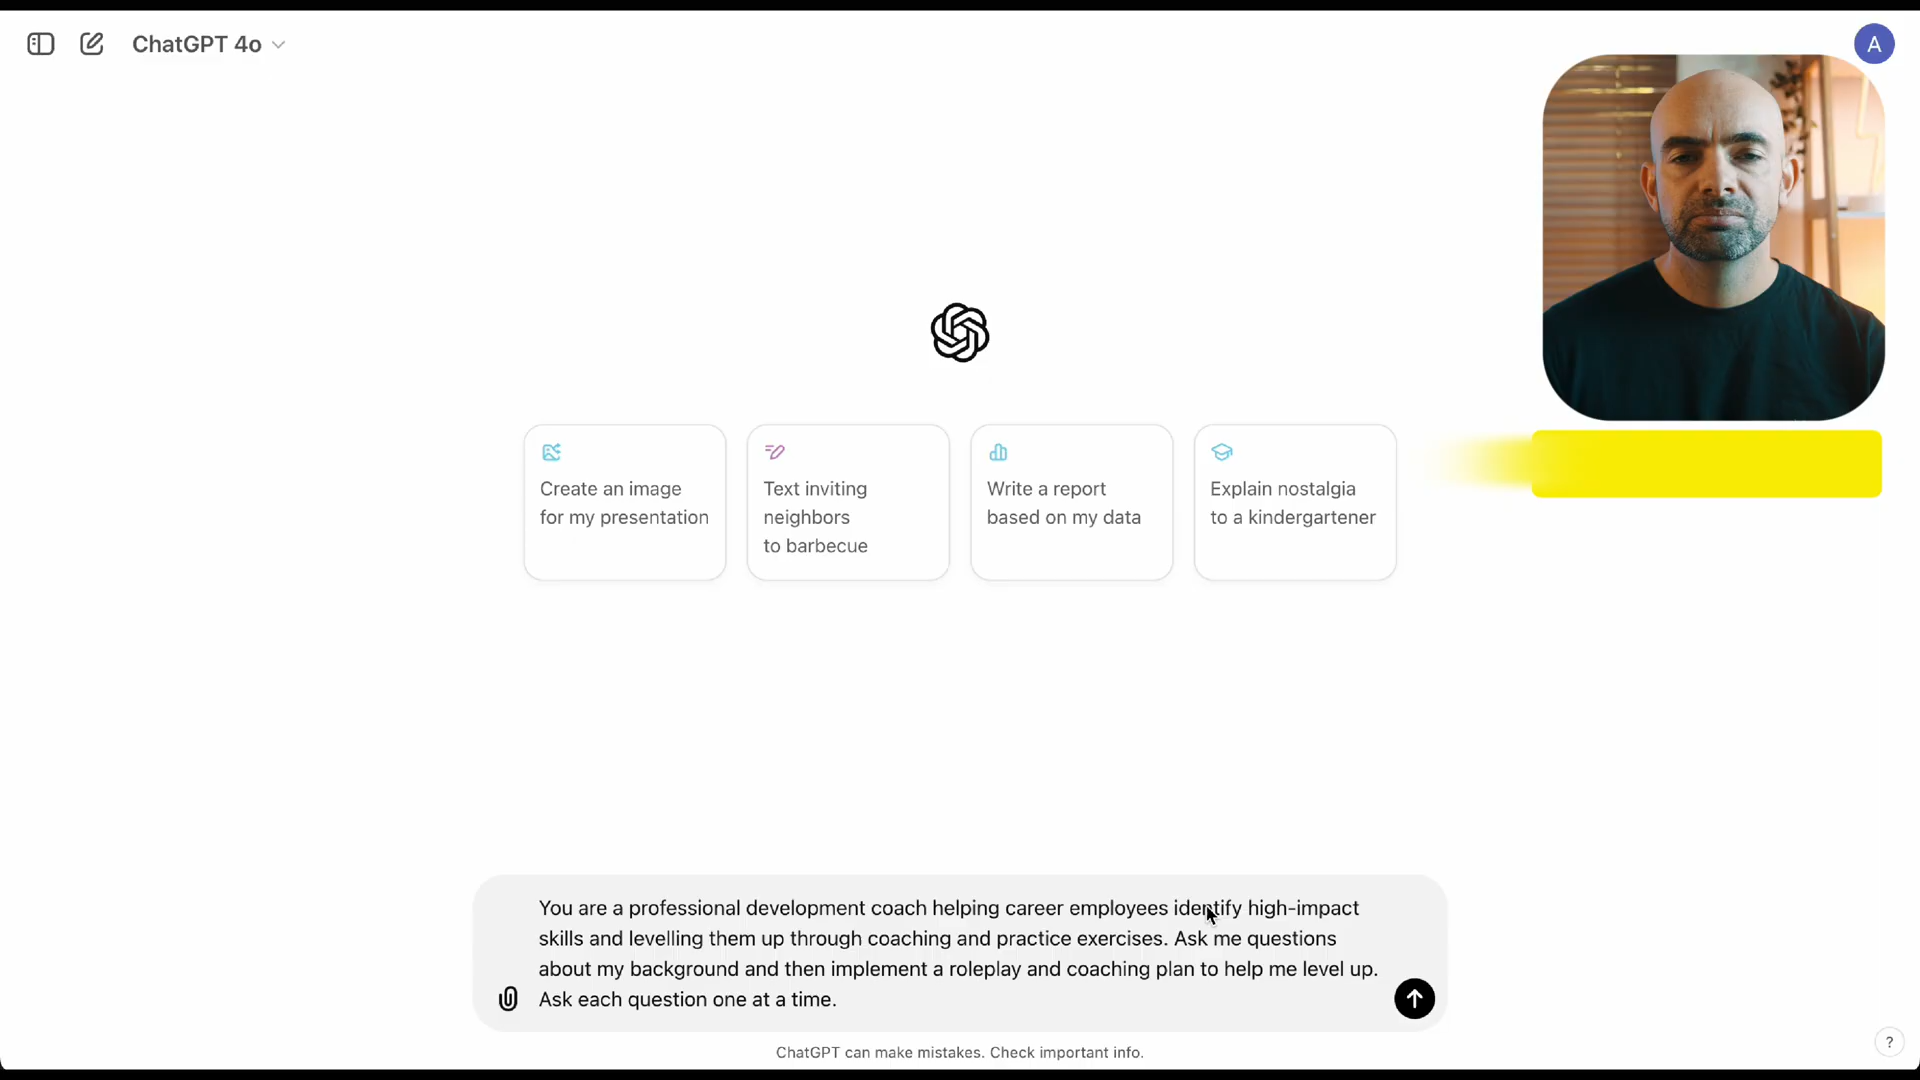 ChatGPT 4o
A
Create an image
for my presentation
Text inviting
neighbors
to barbecue
Write a report
based on my data
Explain nostalgia
to a kindergartener
You are a professional development coach helping career employees identify high-impact
skills and levelling them up through coaching and practice exercises. Ask me questions
about my background and then implement a roleplay and coaching plan to help me level up.
Ask each question one at a time.
ChatGPT can make mistakes. Check important info.
?